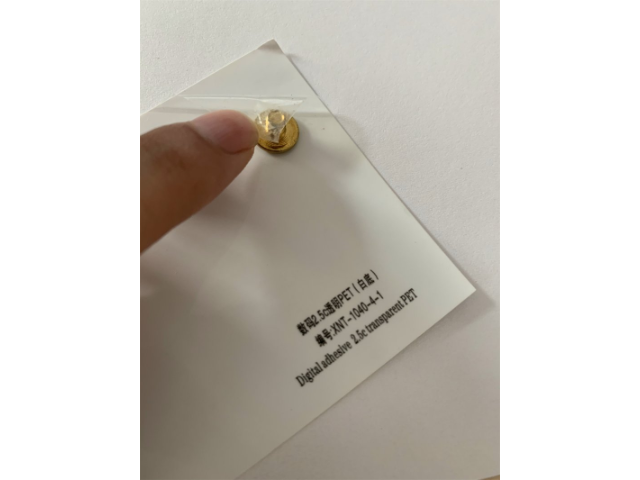 数码2.5c透明PET（白底）
编号:XNT-1040-4-1
Digital adhesive 2.5c transparent PET